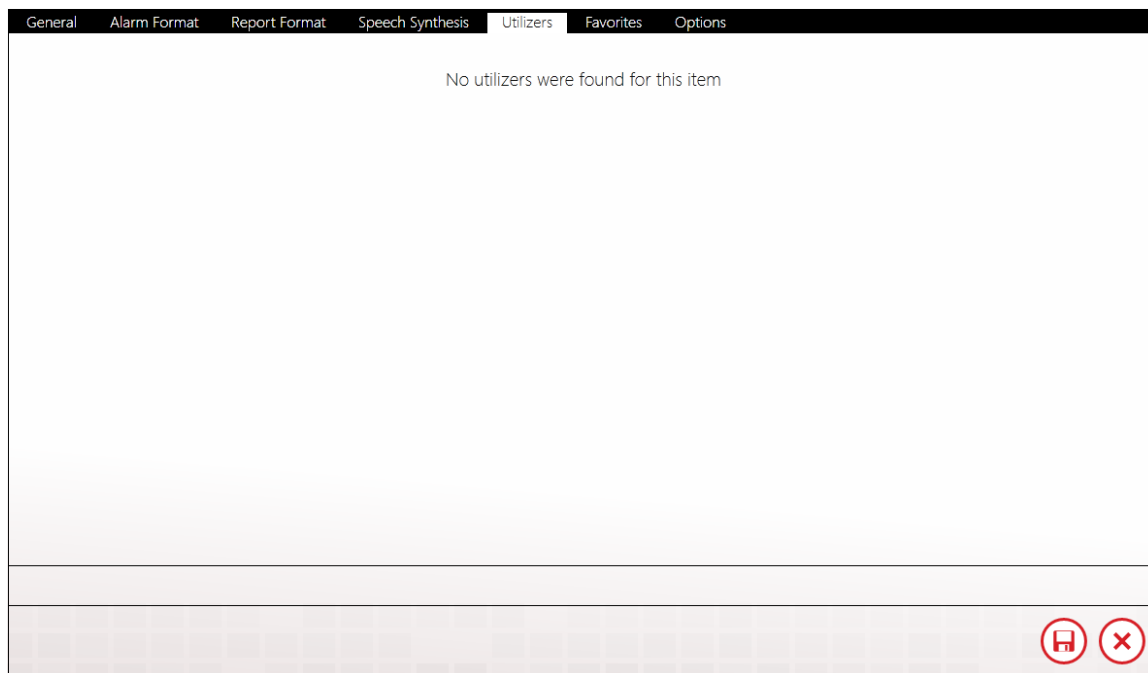 General Alarm Format Report Format Speech Synthesis Utilizers Favorites Options
No utilizers were found for this item